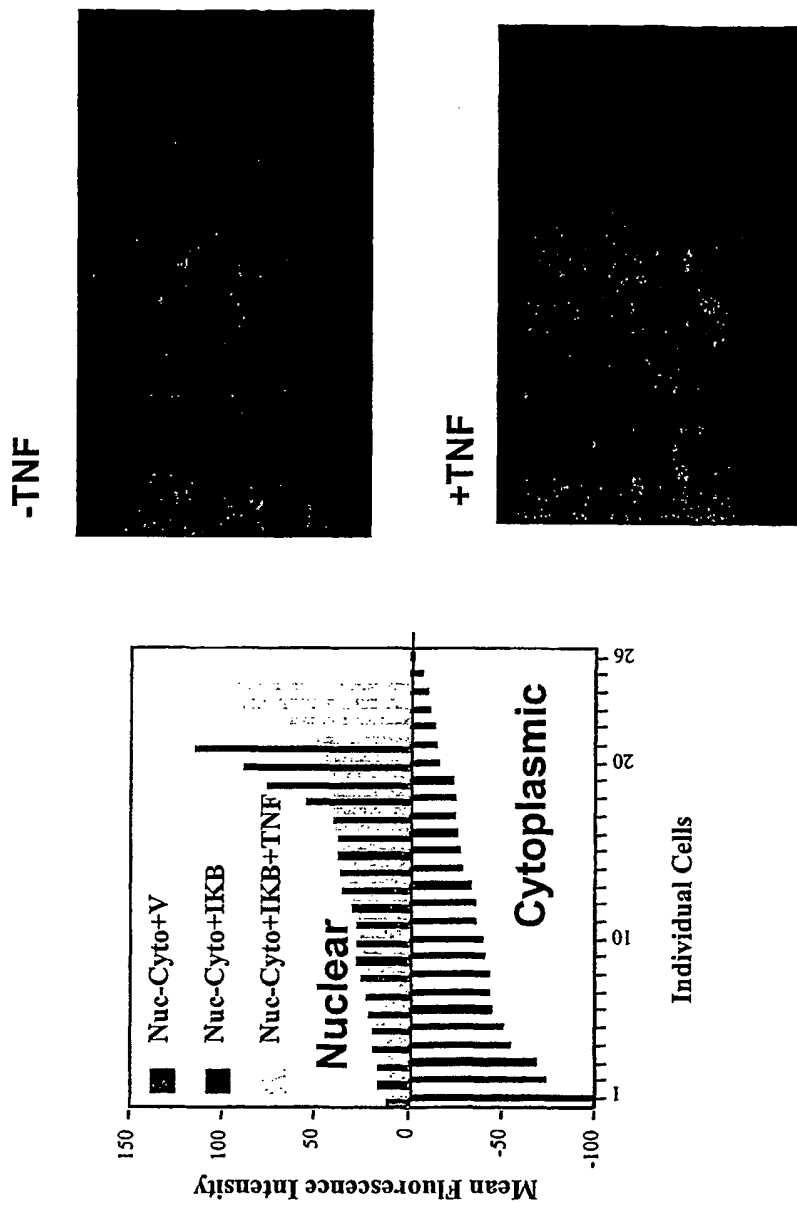 -TNF
+TNF
Mean Fluorescence Intensity
150
100
50
0
-50
-100
Nuc-Cyto+V
Nuc-Cyto+IKB
Nuc-Cyto+IKB+TNF
Nuclear
Cytoplasmic
1
10
20
26
Individual Cells